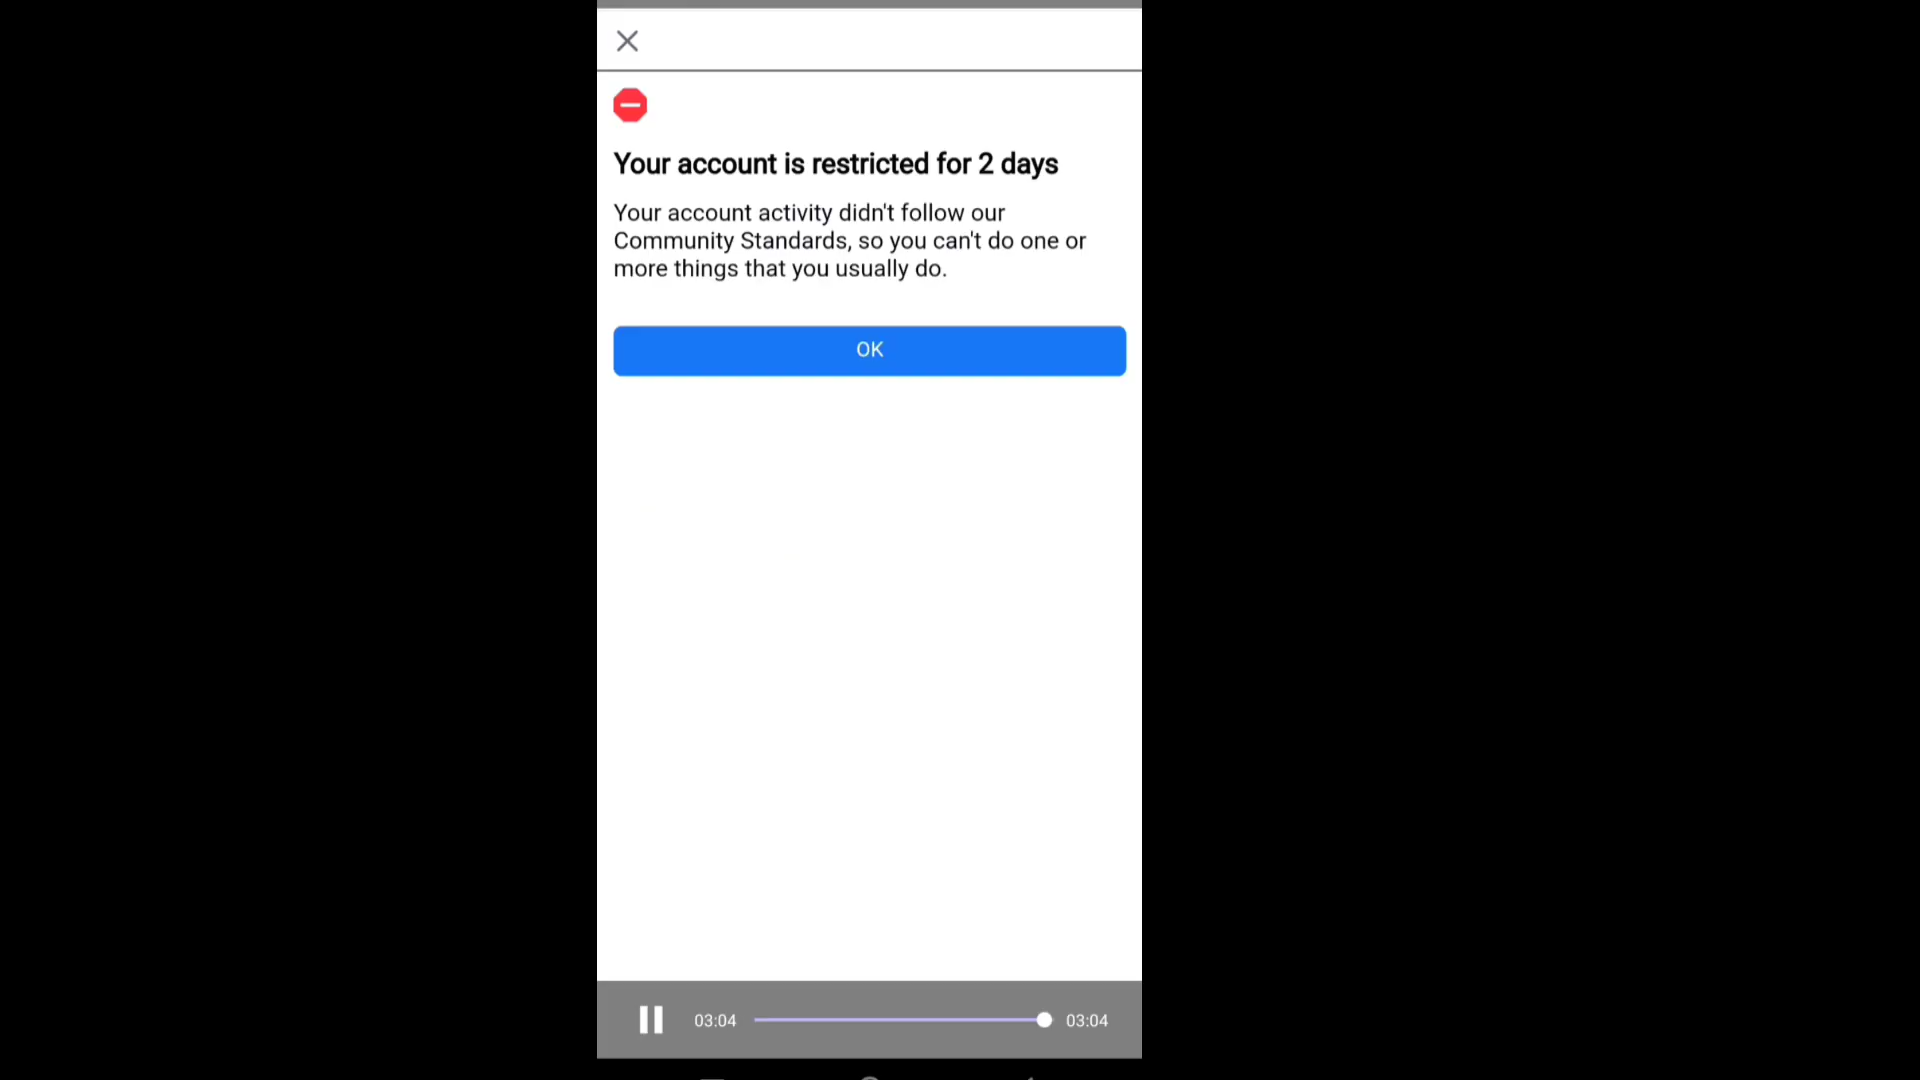 Your account is restricted for 2 days
Your account activity didn't follow our
Community Standards, so you can't do one or
more things that you usually do.
OK
03:04
03:04